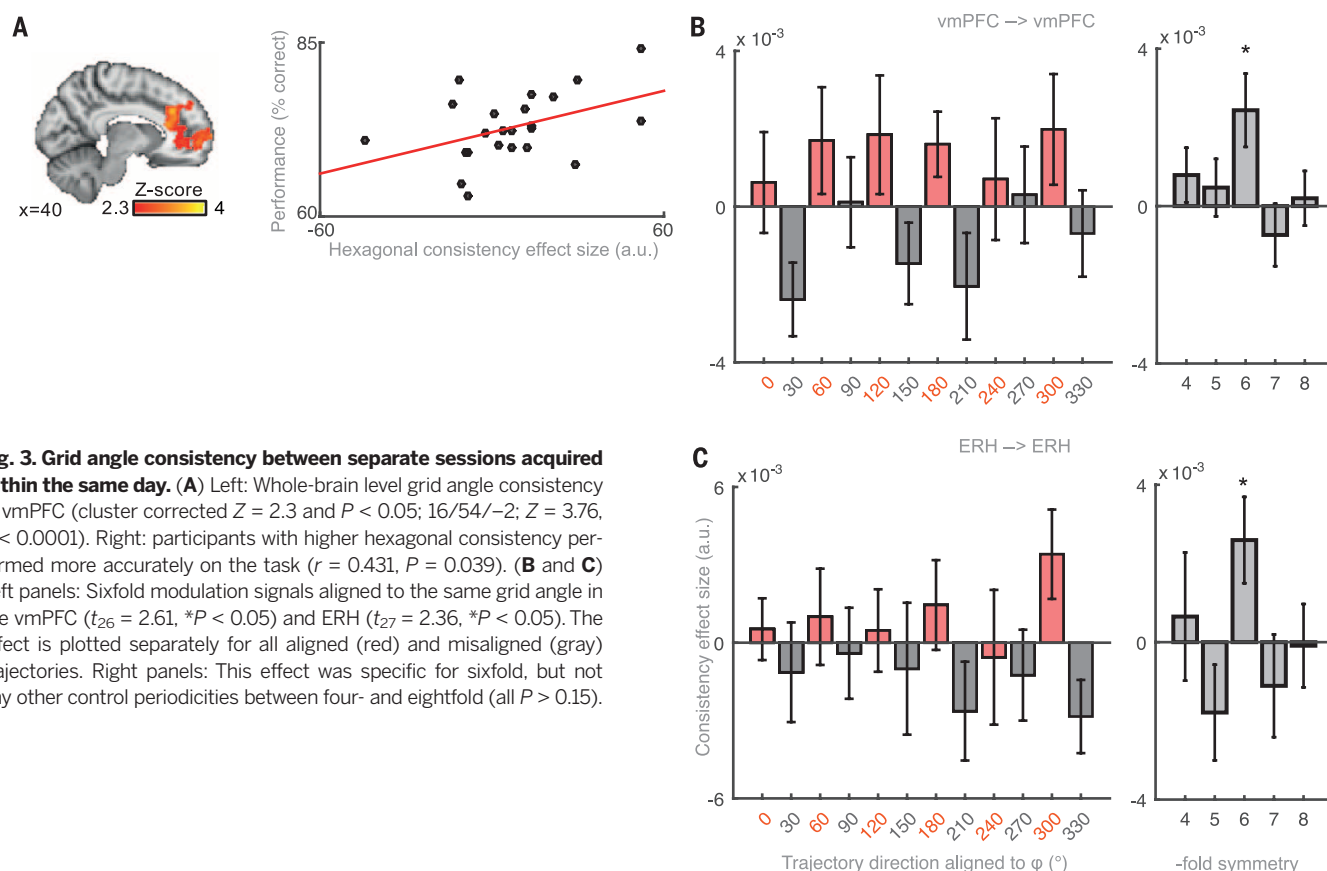 A
x=40
Z-score
2.3
4
Performance (% correct)
85
60
-60
60
Hexagonal consistency effect size (a.u.)
B
vmPFC –> vmPFC
x 10⁻³
4
0
-4
0 30 60 90 120 150 180 210 240 270 300 330
x 10⁻³
4
0
-4
4 5 6 7 8
*
g. 3. Grid angle consistency between separate sessions acquired
thin the same day. (A) Left: Whole-brain level grid angle consistency
vmPFC (cluster corrected Z = 2.3 and P < 0.05; 16/54/−2; Z = 3.76,
< 0.0001). Right: participants with higher hexagonal consistency per-
rmed more accurately on the task (r = 0.431, P = 0.039). (B and C)
ft panels: Sixfold modulation signals aligned to the same grid angle in
e vmPFC (t₂₆ = 2.61, *P < 0.05) and ERH (t₂₇ = 2.36, *P < 0.05). The
fect is plotted separately for all aligned (red) and misaligned (gray)
ajectories. Right panels: This effect was specific for sixfold, but not
ny other control periodicities between four- and eightfold (all P > 0.15).
C
ERH –> ERH
x 10⁻³
Consistency effect size (a.u.)
6
0
-6
0 30 60 90 120 150 180 210 240 270 300 330
Trajectory direction aligned to φ (°)
x 10⁻³
4
0
-4
*
4 5 6 7 8
-fold symmetry